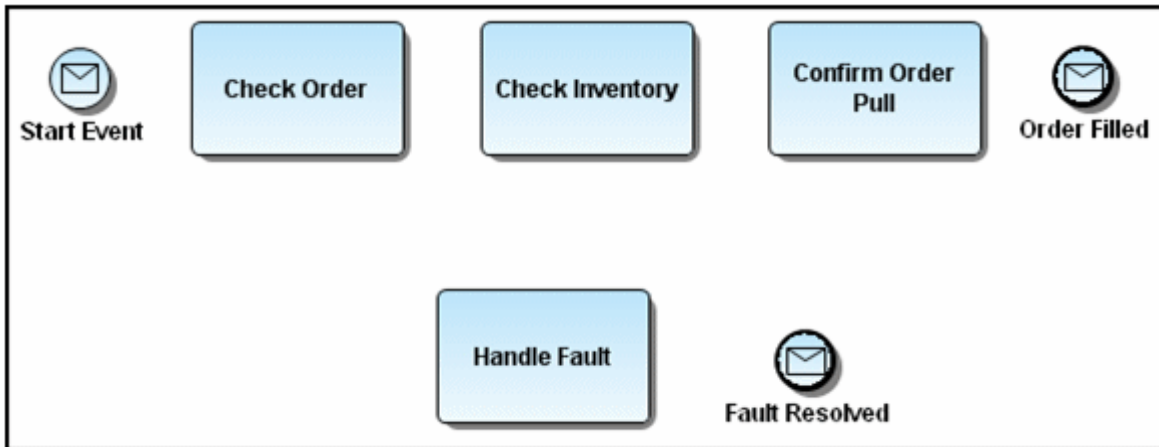 Check Order
Check Inventory
Confirm Order
Pull
Start Event
Order Filled
Handle Fault
Fault Resolved